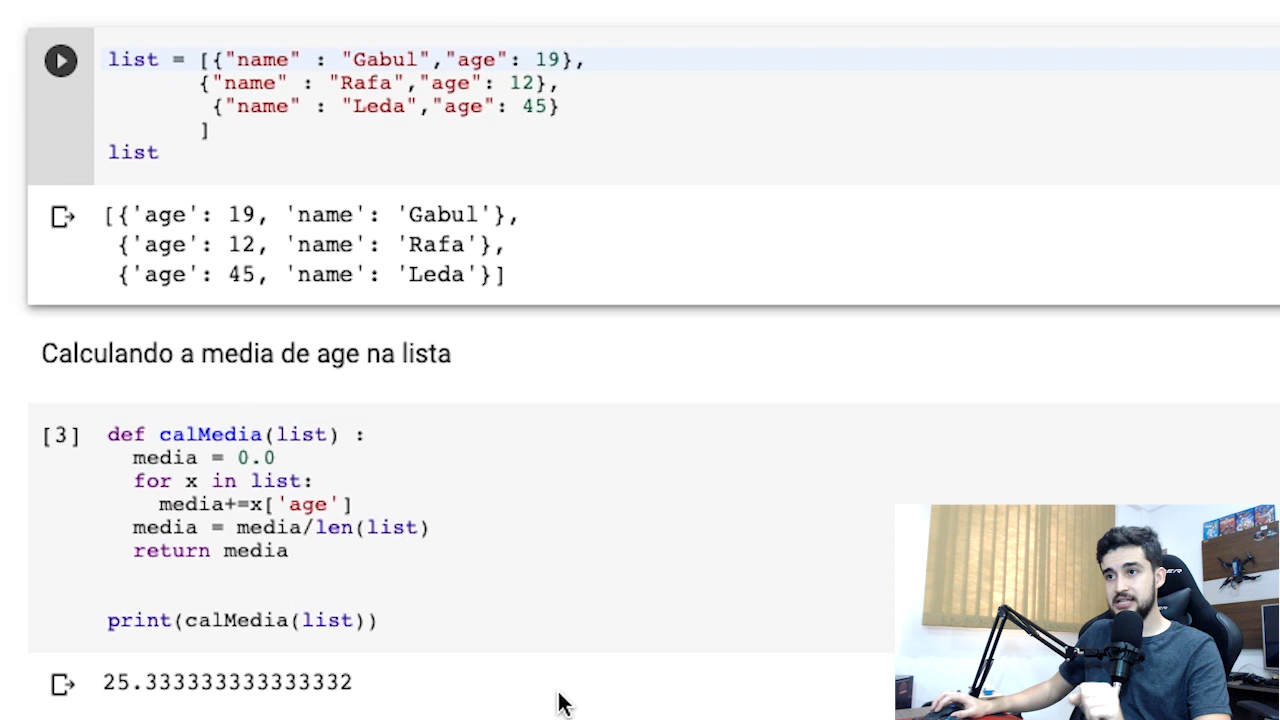 list = [{"name" : "Gabul","age": 19},
{"name" : "Rafa","age": 12},
{"name" : "Leda","age": 45}
]
list
[{'age': 19, 'name': 'Gabul'},
{'age': 12, 'name': 'Rafa'},
{'age': 45, 'name': 'Leda'}]
Calculando a media de age na lista
[3] def calMedia(list) :
media = 0.0
for x in list:
media+=x['age']
media = media/len(list)
return media
print(calMedia(list))
25.333333333333332